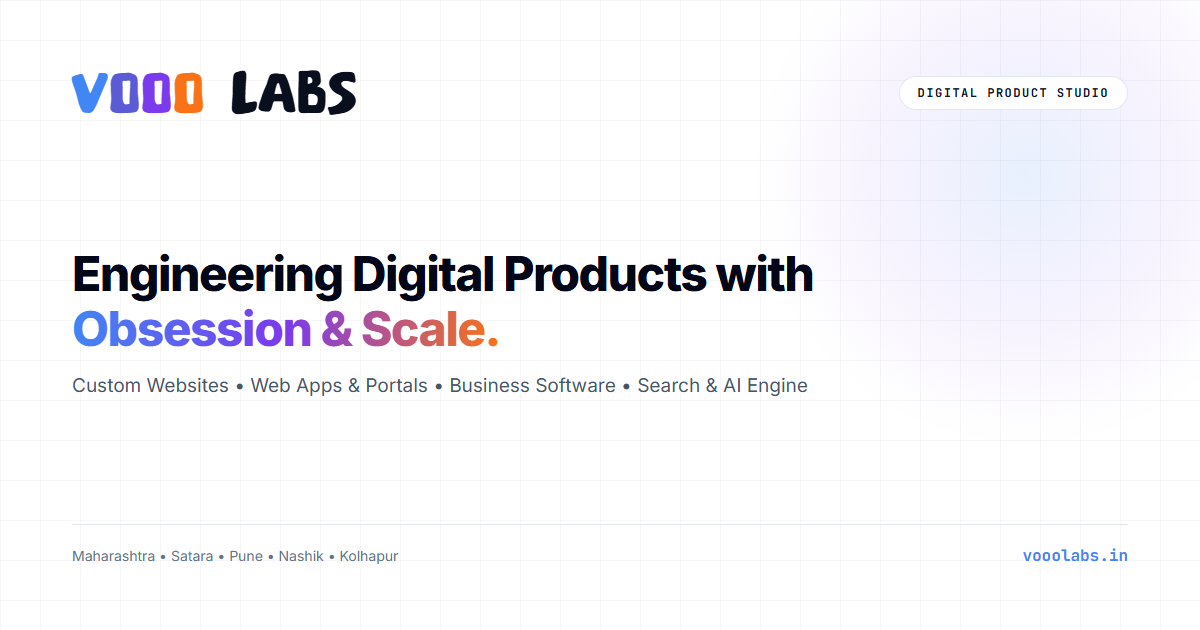 VOOO LABS
DIGITAL PRODUCT STUDIO
Engineering Digital Products with
Obsession & Scale.
Custom Websites • Web Apps & Portals • Business Software • Search & AI Engine
Maharashtra • Satara • Pune • Nashik • Kolhapur
vooolabs.in